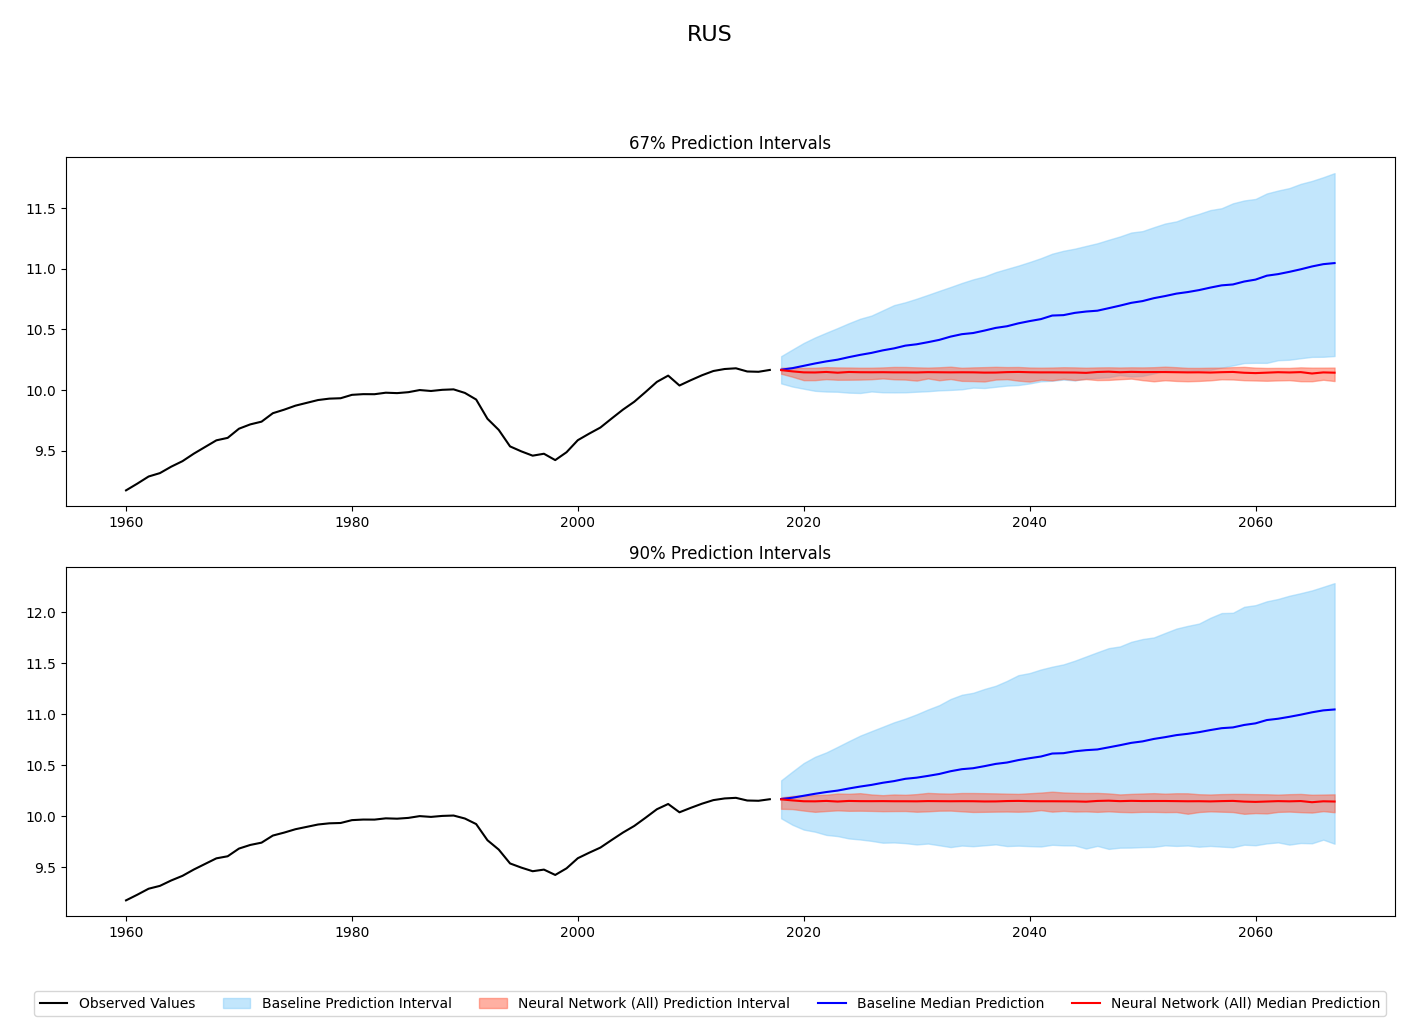 RUS
67% Prediction Intervals
11.5
11.0
10.5
10.0
9.5
1960 1980 2000 2020 2040 2060
90% Prediction Intervals
12.0
11.5
11.0
10.5
10.0
9.5
1960 1980 2000 2020 2040 2060
Observed Values Baseline Prediction Interval Neural Network (All) Prediction Interval Baseline Median Prediction Neural Network (All) Median Prediction